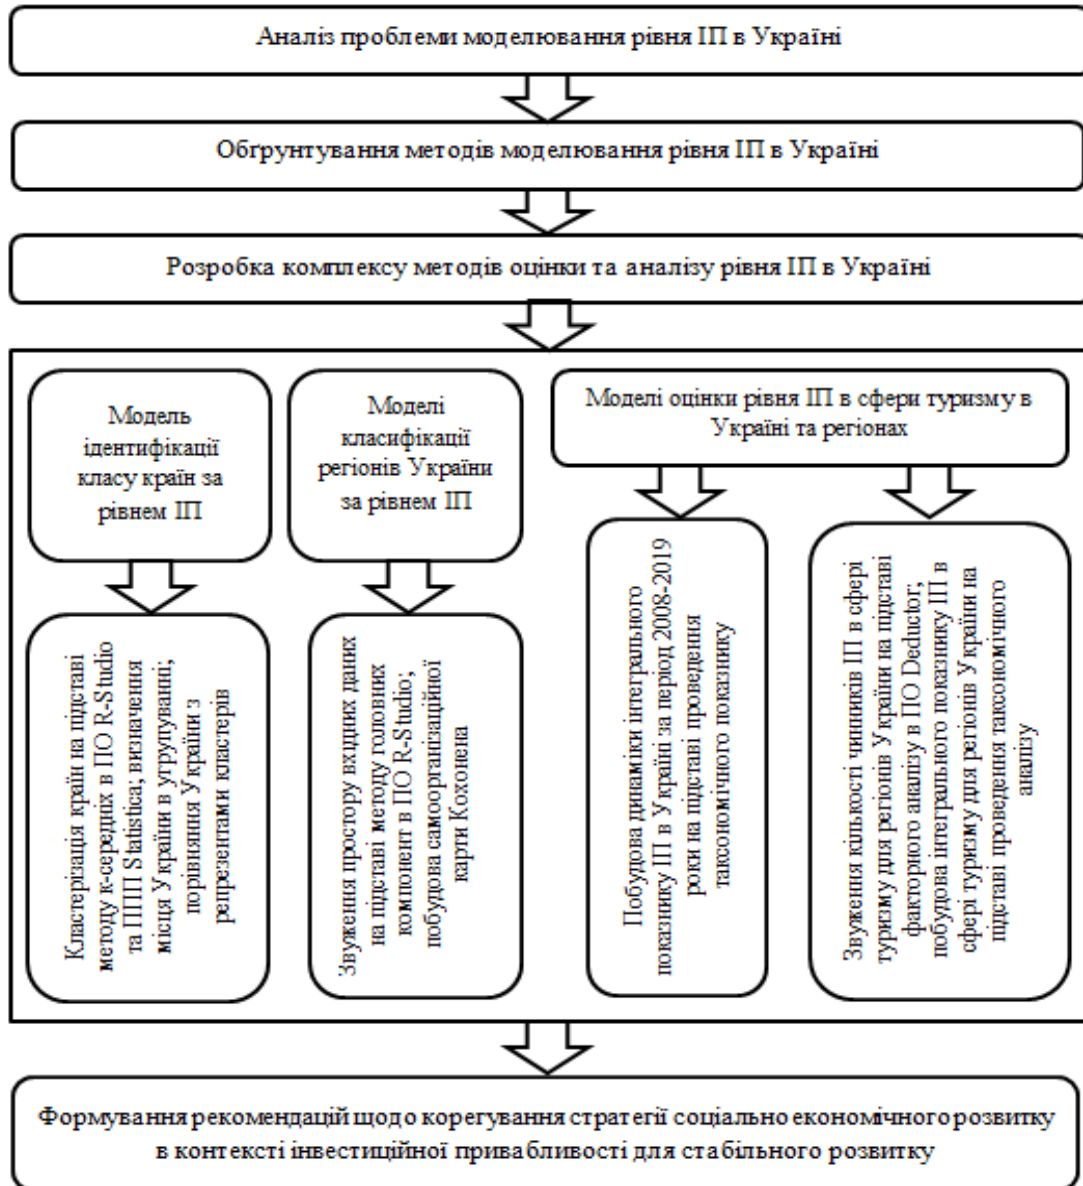 Аналіз проблеми моделювання рівня ІП в Україні
Обґрунтування методів моделювання рівня ІП в Україні
Розробка комплексу методів оцінки та аналізу рівня ІП в Україні
Модель
ідентифікації
класу країн за
рівнем ІП
Моделі
класифікації
регіонів України
за рівнем ІП
Моделі оцінки рівня ІП в сфери туризму в
Україні та регіонах
Кластерізація країн на підставі
методу к-середних в ПО R-Studio
та ППП Statistica; визначення
місця України в угрупуванні;
порівняння України з
репрезентами кластерів
Звуження простору вхідних даних
на підставі методу головних
компонент в ПО R-Studio;
побудова самоорганізаційної
карти Кохонена
Побудова динаміки інтегрального
показнику ІП в Україні за період 2008-2019
роки на підставі проведення
таксономічного показнику
Звуження кількості чинників ІП в сфері
туризму для регіонів України на підставі
факторного аналізу в ПО Deductor;
побудова інтегрального показнику ІП в
сфері туризму для регіонів України на
підставі проведення таксономічного
аналізу
Формування рекомендацій щодо корегування стратегії соціально економічного розвитку
в контексті інвестиційної привабливості для стабільного розвитку